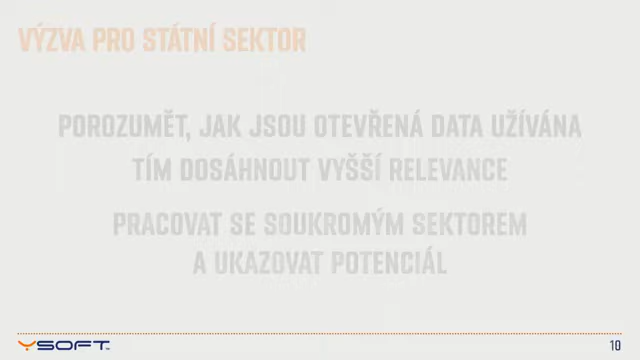 VÝZVA PRO STÁTNÍ SEKTOR
POROZUMĚT, JAK JSOU OTEVŘENÁ DATA UŽÍVÁNA
TÍM DOSÁHNOUT VYŠŠÍ RELEVANCE
PRACOVAT SE SOUKROMÝM SEKTOREM
A UKAZOVAT POTENCIÁL
YSOFT
10